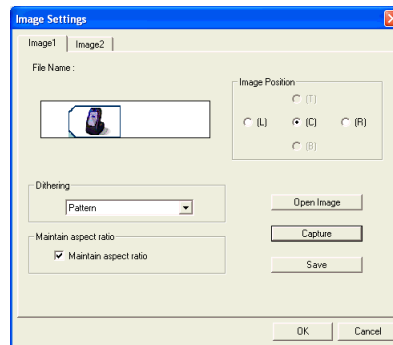 Image Settings
Image1 Image2
File Name :
Image Position
(T)
(L) (C) (R)
(B)
Dithering
Pattern
Open Image
Maintain aspect ratio
Capture
Maintain aspect ratio
Save
OK Cancel